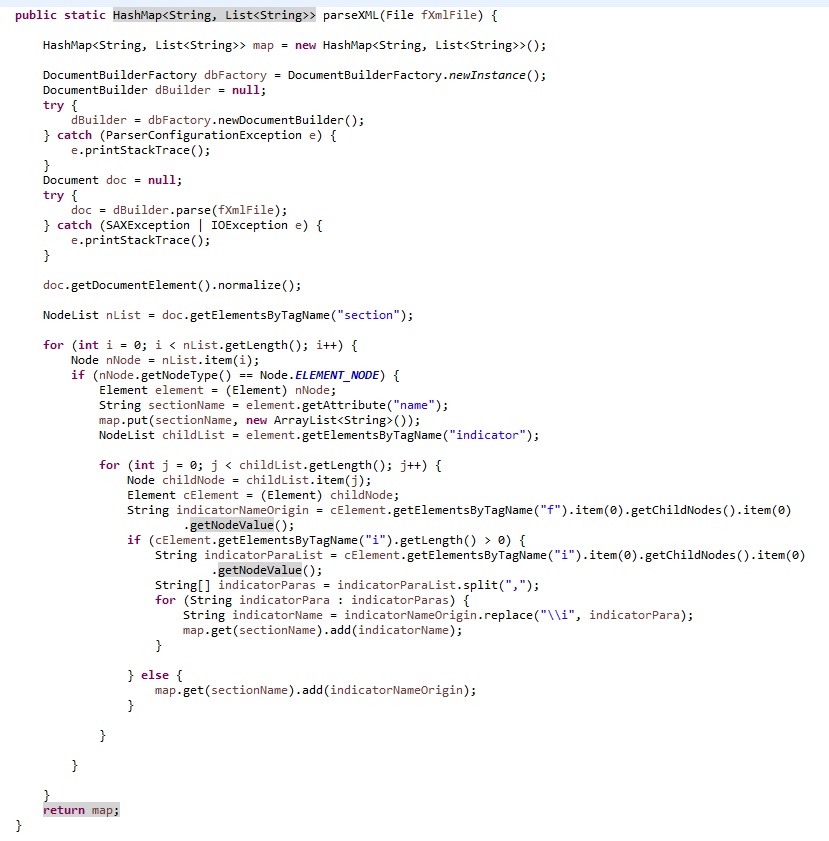 public static HashMap<String, List<String>> parseXML(File fXmlFile) {
HashMap<String, List<String>> map = new HashMap<String, List<String>>();
DocumentBuilderFactory dbFactory = DocumentBuilderFactory.newInstance();
DocumentBuilder dBuilder = null;
try {
dBuilder = dbFactory.newDocumentBuilder();
} catch (ParserConfigurationException e) {
e.printStackTrace();
}
Document doc = null;
try {
doc = dBuilder.parse(fXmlFile);
} catch (SAXException | IOException e) {
e.printStackTrace();
}
doc.getDocumentElement().normalize();
NodeList nList = doc.getElementsByTagName("section");
for (int i = 0; i < nList.getLength(); i++) {
Node nNode = nList.item(i);
if (nNode.getNodeType() == Node.ELEMENT_NODE) {
Element element = (Element) nNode;
String sectionName = element.getAttribute("name");
map.put(sectionName, new ArrayList<String>());
NodeList childList = element.getElementsByTagName("indicator");
for (int j = 0; j < childList.getLength(); j++) {
Node childNode = childList.item(j);
Element cElement = (Element) childNode;
String indicatorNameOrigin = cElement.getElementsByTagName("f").item(0).getChildNodes().item(0)
.getNodeValue();
if (cElement.getElementsByTagName("i").getLength() > 0) {
String indicatorParaList = cElement.getElementsByTagName("i").item(0).getChildNodes().item(0)
.getNodeValue();
String[] indicatorParas = indicatorParaList.split(",");
for (String indicatorPara : indicatorParas) {
String indicatorName = indicatorNameOrigin.replace("\\i", indicatorPara);
map.get(sectionName).add(indicatorName);
}
} else {
map.get(sectionName).add(indicatorNameOrigin);
}
}
}
}
return map;
}